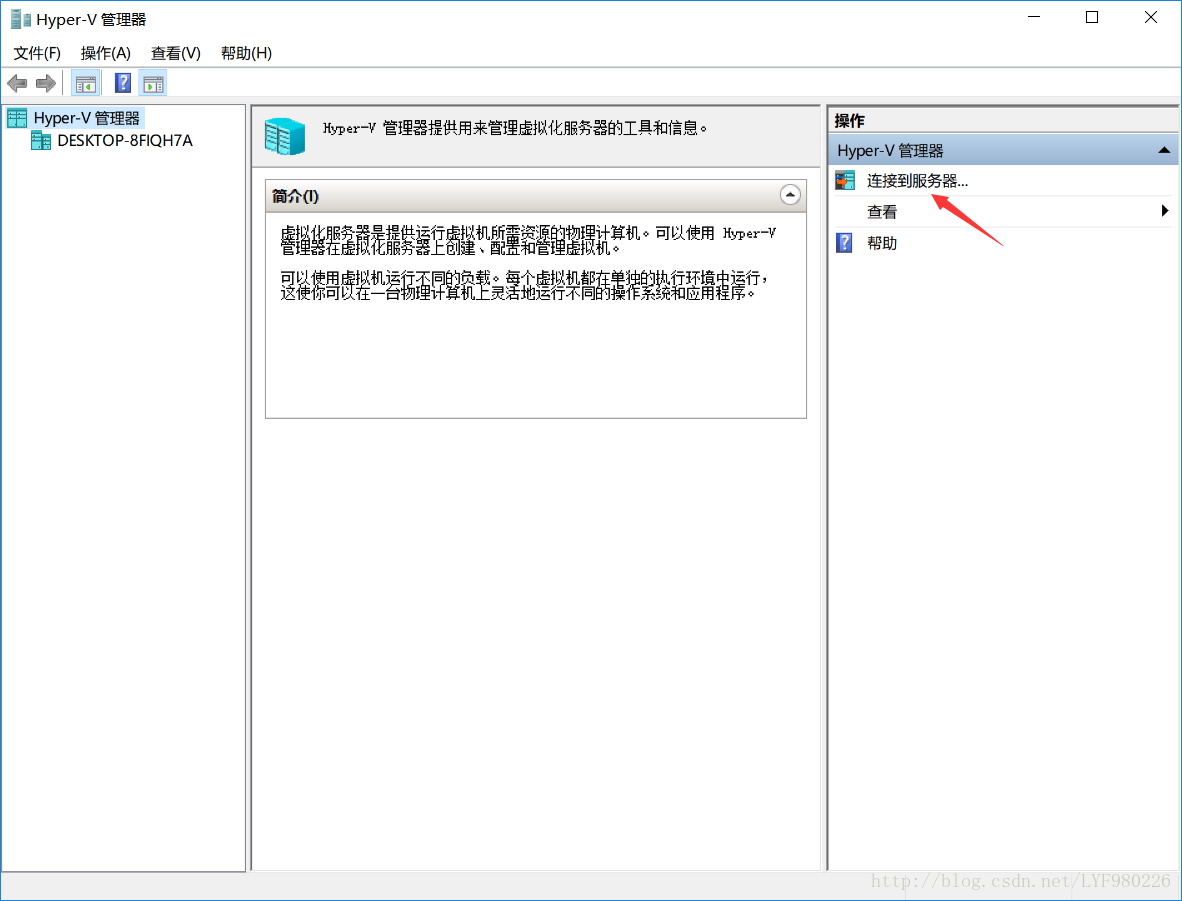 Hyper-V 管理器
文件(F) 操作(A) 查看(V) 帮助(H)
Hyper-V 管理器
DESKTOP-8FIQH7A
Hyper-V 管理器提供用来管理虚拟化服务器的工具和信息。
简介(I)
虚拟化服务器是提供运行虚拟机所需资源的物理计算机。可以使用 Hyper-V
管理器在虚拟化服务器上创建、配置和管理虚拟机。
可以使用虚拟机运行不同的负载。每个虚拟机都在单独的执行环境中运行，
这使你可以在一台物理计算机上灵活地运行不同的操作系统和应用程序。
操作
Hyper-V 管理器
连接到服务器...
查看
帮助
http://blog.csdn.net/LYF980226